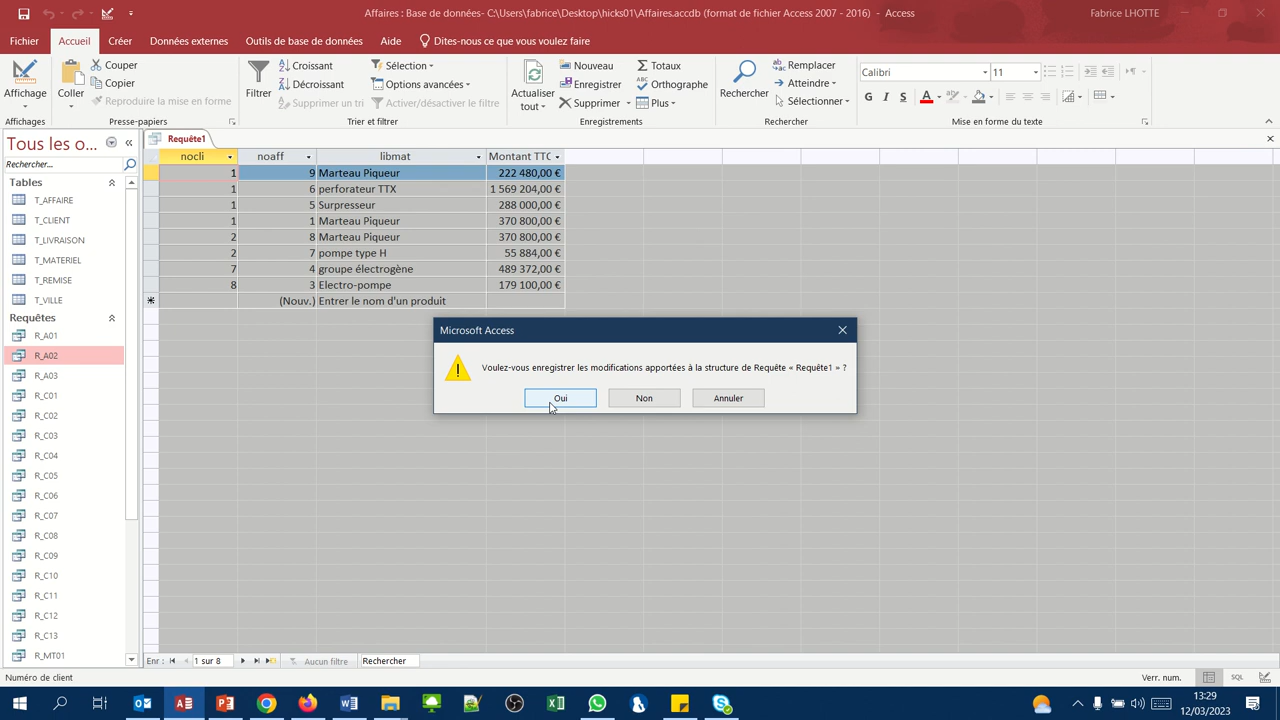 Affaires : Base de données- C:\Users\fabrice\Desktop\hicks01\Affaires.accdb (format de fichier Access 2007 - 2016) - Access
Fabrice LHOTTE
Fichier
Accueil
Créer
Données externes
Outils de base de données
Aide
Dites-nous ce que vous voulez faire
Affichage
Affichages
Coller
Couper
Copier
Reproduire la mise en forme
Presse-papiers
Filtrer
Croissant
Décroissant
Supprimer un tri
Sélection
Options avancées
Activer/désactiver le filtre
Trier et filtrer
Actualiser
tout
Nouveau
Enregistrer
Supprimer
Totaux
Orthographe
Plus
Enregistrements
Rechercher
Remplacer
Atteindre
Sélectionner
Rechercher
Calibri
11
G I S A
Mise en forme du texte
Tous les o...
Rechercher...
Tables
T_AFFAIRE
T_CLIENT
T_LIVRAISON
T_MATERIEL
T_REMISE
T_VILLE
Requêtes
R_A01
R_A02
R_A03
R_C01
R_C02
R_C03
R_C04
R_C05
R_C06
R_C07
R_C08
R_C09
R_C10
R_C11
R_C12
R_C13
R_MT01
Requête1
nocli noaff libmat Montant TTC
1 9 Marteau Piqueur 222 480,00 €
1 6 perforateur TTX 1 569 204,00 €
1 5 Surpresseur 288 000,00 €
1 1 Marteau Piqueur 370 800,00 €
2 8 Marteau Piqueur 370 800,00 €
2 7 pompe type H 55 884,00 €
7 4 groupe électrogène 489 372,00 €
8 3 Electro-pompe 179 100,00 €
(Nouv.) Entrer le nom d'un produit
Microsoft Access
Voulez-vous enregistrer les modifications apportées à la structure de Requête « Requête1 » ?
Oui
Non
Annuler
Enr : 1 sur 8 Aucun filtre Rechercher
Numéro de client
Verr. num.
SQL
13:29
12/03/2023